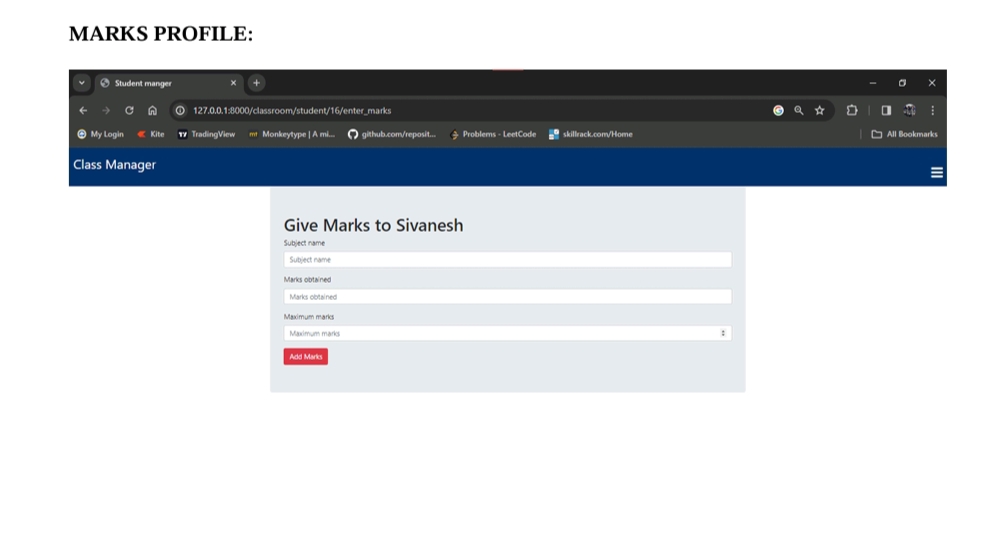 MARKS PROFILE:
Student manger
127.0.0.1:8000/classroom/student/16/enter_marks
My Login Kite TradingView Monkeytype | A mi... github.com/reposit... Problems - LeetCode skillrack.com/Home All Bookmarks
Class Manager
Give Marks to Sivanesh
Subject name
Subject name
Marks obtained
Marks obtained
Maximum marks
Maximum marks
Add Marks